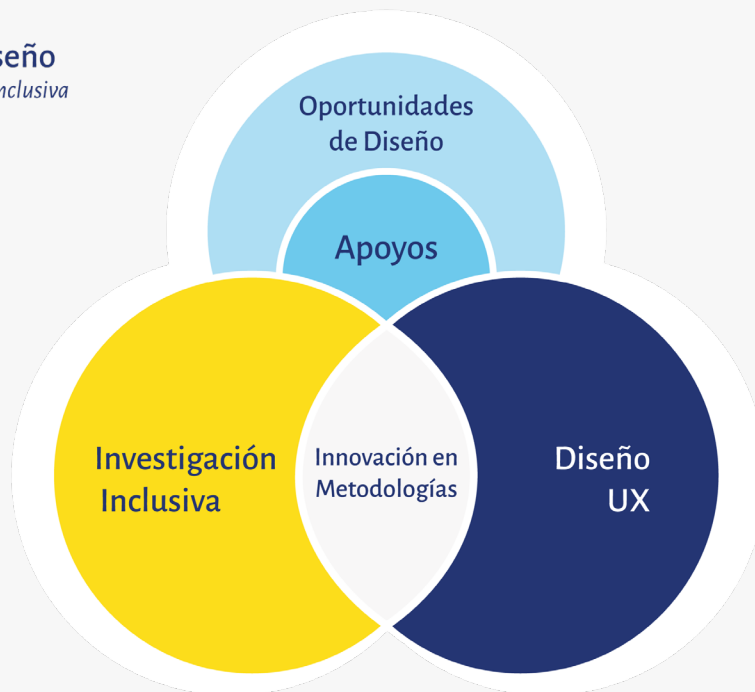 seño
nclusiva
Oportunidades
de Diseño
Apoyos
Investigación
Inclusiva
Innovación en
Metodologías
Diseño
UX